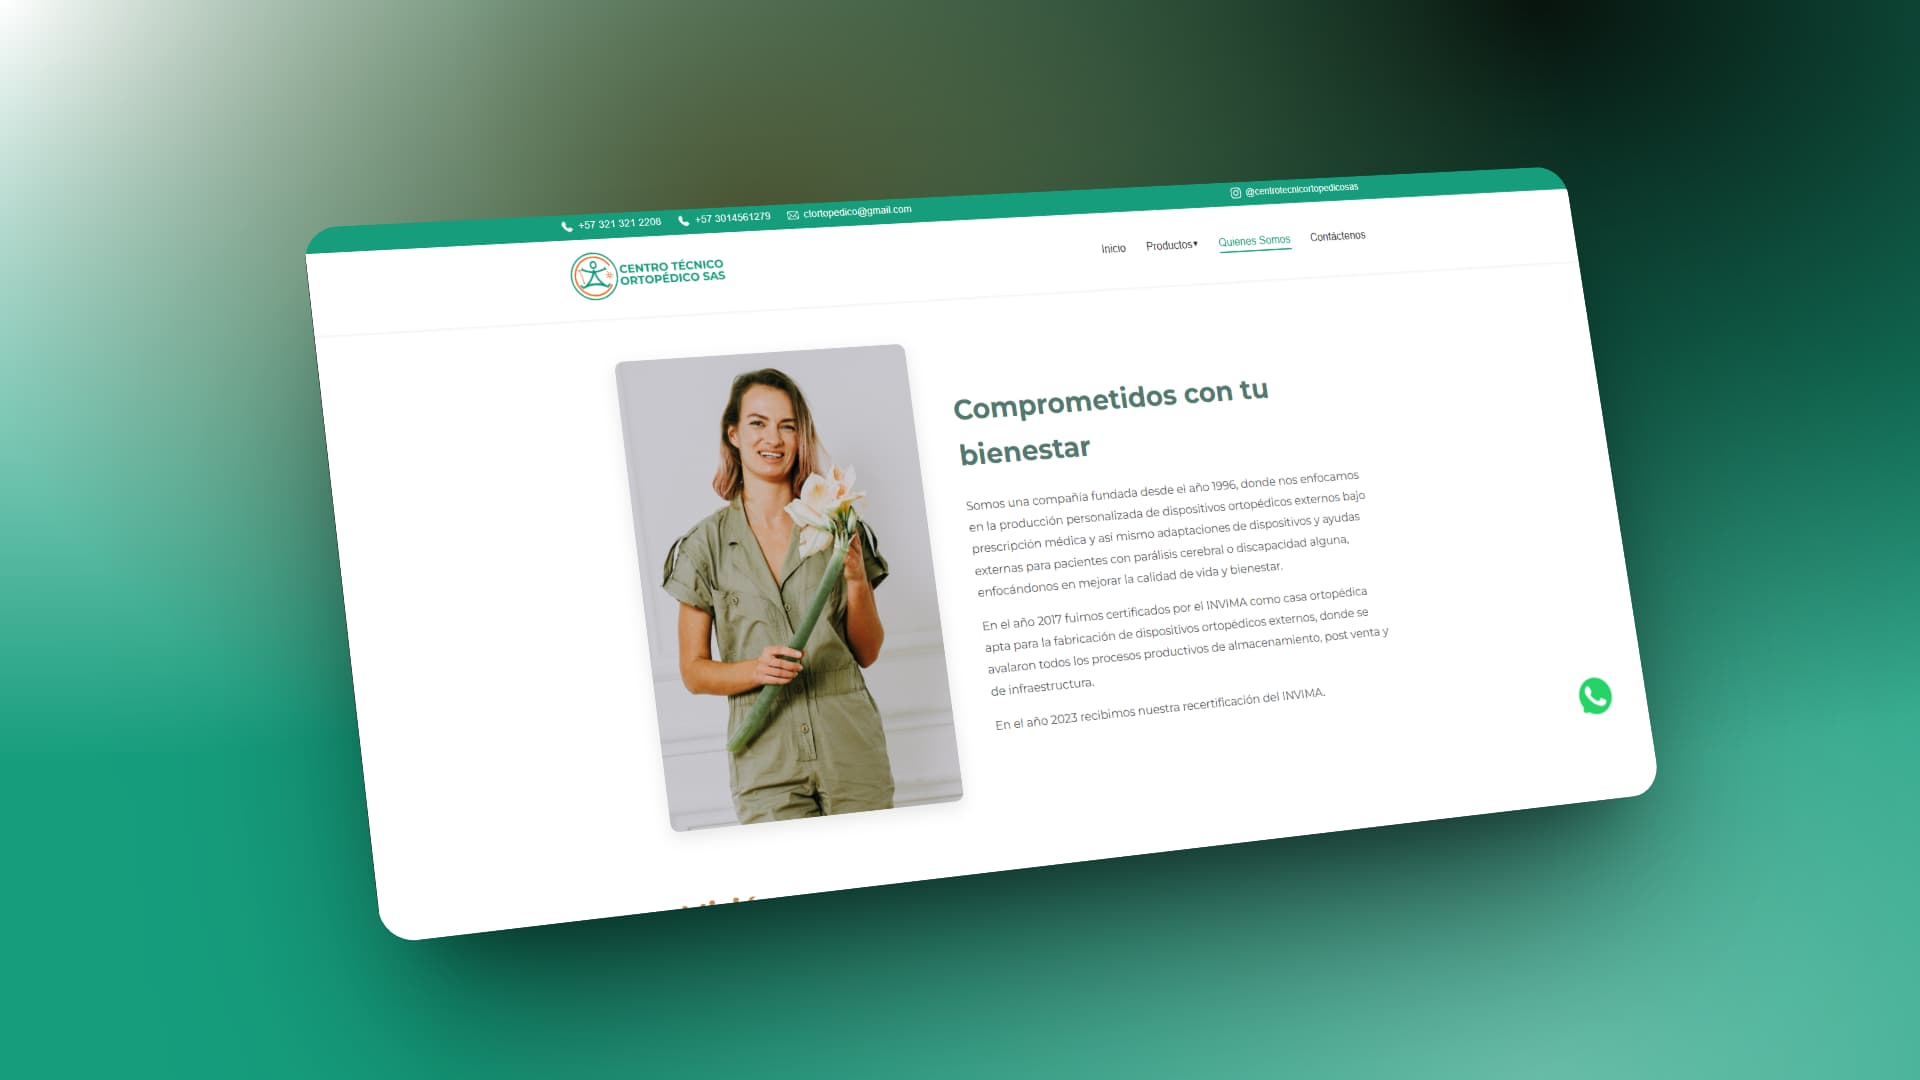 +57 321 321 2208 +57 3014561279 ctortopedico@gmail.com @centrotecnicortopedicosas
CENTRO TÉCNICO
ORTOPÉDICO SAS
Inicio Productos▾ Quienes Somos Contáctenos
Comprometidos con tu
bienestar
Somos una compañía fundada desde el año 1996, donde nos enfocamos
en la producción personalizada de dispositivos ortopédicos externos bajo
prescripción médica y así mismo adaptaciones de dispositivos y ayudas
externas para pacientes con parálisis cerebral o discapacidad alguna,
enfocándonos en mejorar la calidad de vida y bienestar.
En el año 2017 fuimos certificados por el INVIMA como casa ortopédica
apta para la fabricación de dispositivos ortopédicos externos, donde se
avalaron todos los procesos productivos de almacenamiento, post venta y
de infraestructura.
En el año 2023 recibimos nuestra recertificación del INVIMA.